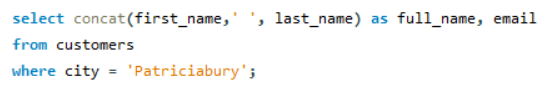 select concat(first_name,' ', last_name) as full_name, email
from customers
where city = 'Patriciabury';